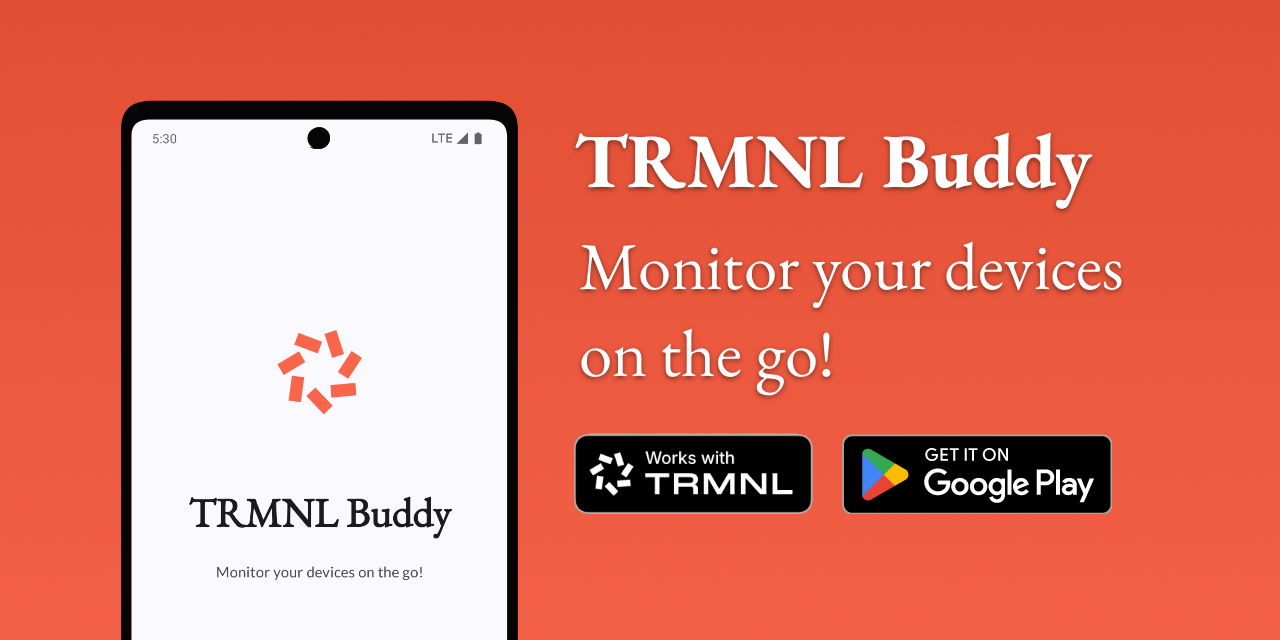 5:30
LTE
TRMNL Buddy
Monitor your devices on the go!
TRMNL Buddy
Monitor your devices
on the go!
Works with
TRMNL
GET IT ON
Google Play